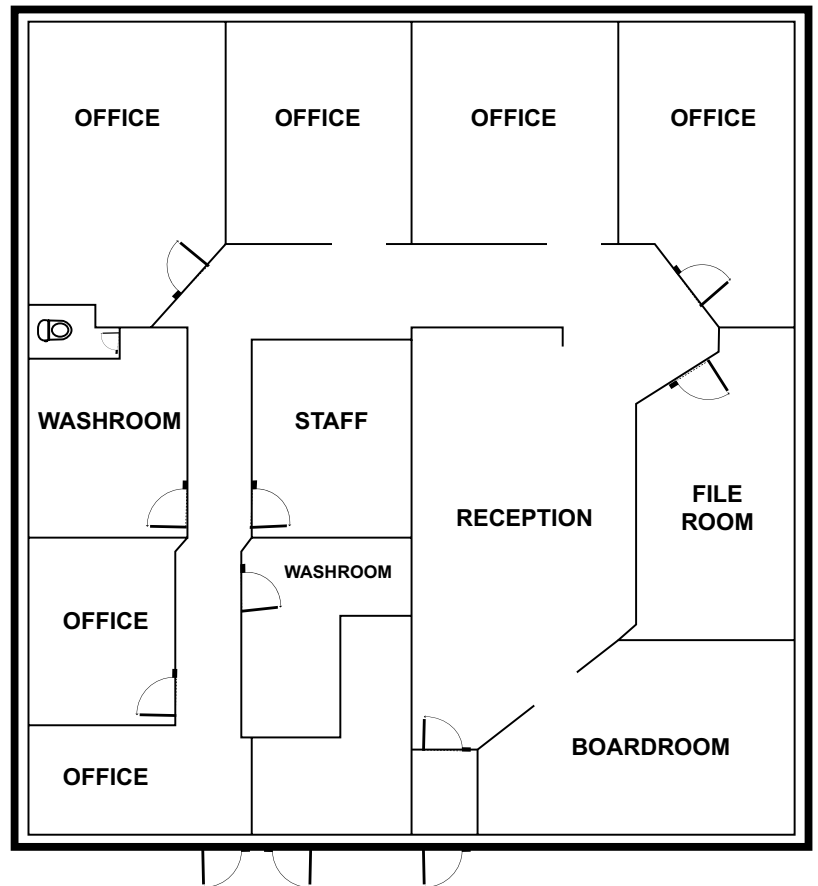 OFFICE
OFFICE
OFFICE
OFFICE
WASHROOM
STAFF
RECEPTION
FILE
ROOM
WASHROOM
OFFICE
BOARDROOM
OFFICE